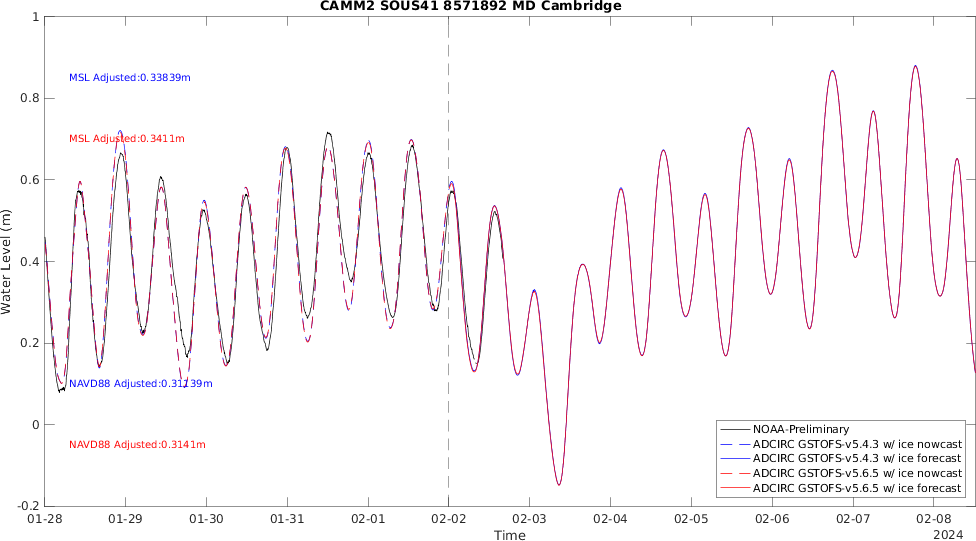 CAMM2 SOUS41 8571892 MD Cambridge
1
0.8
0.6
0.4
0.2
0
-0.2
Water Level (m)
MSL Adjusted:0.33839m
MSL Adjusted:0.3411m
NAVD88 Adjusted:0.31139m
NAVD88 Adjusted:0.3141m
NOAA-Preliminary
ADCIRC GSTOFS-v5.4.3 w/ ice nowcast
ADCIRC GSTOFS-v5.4.3 w/ ice forecast
ADCIRC GSTOFS-v5.6.5 w/ ice nowcast
ADCIRC GSTOFS-v5.6.5 w/ ice forecast
01-28 01-29 01-30 01-31 02-01 02-02 02-03 02-04 02-05 02-06 02-07 02-08
Time
2024